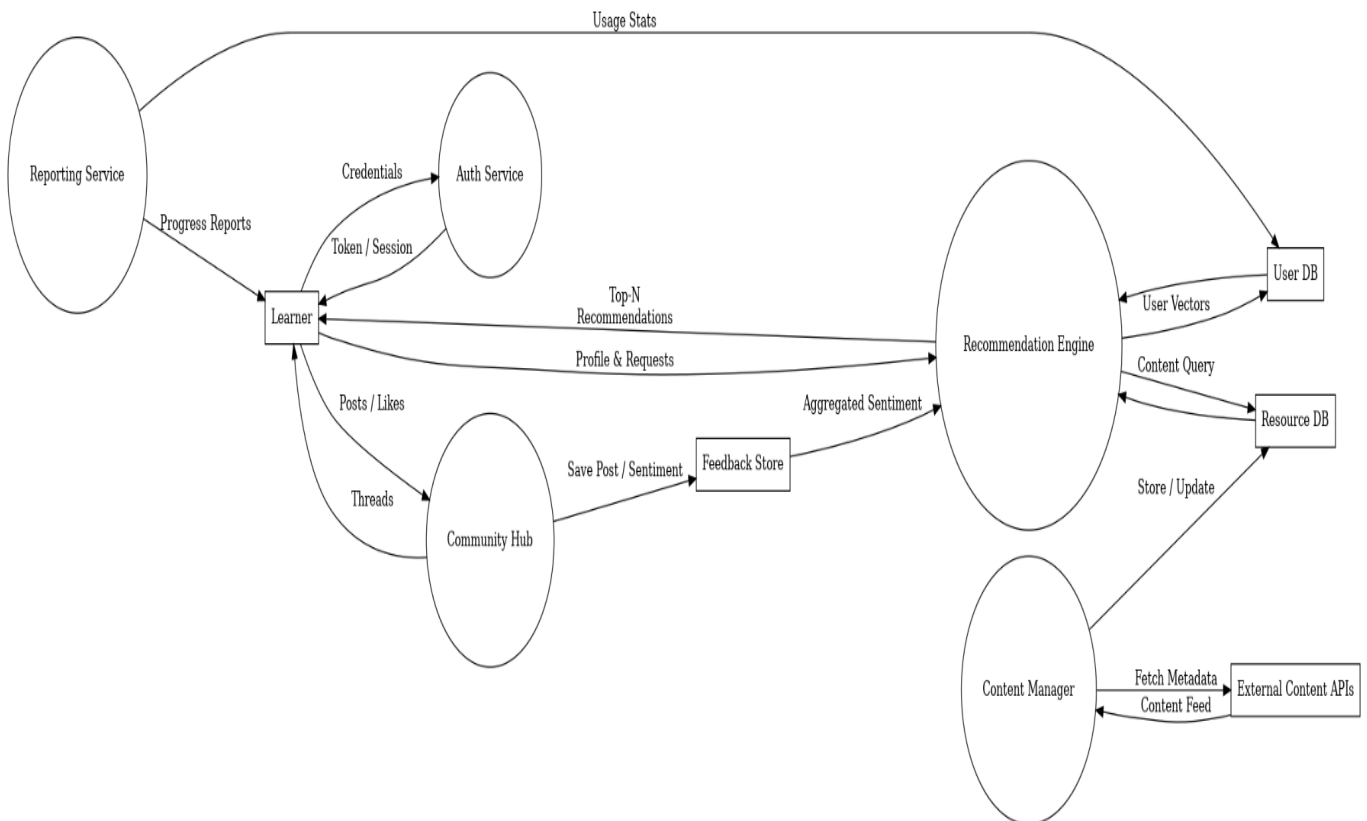 Usage Stats
Reporting Service
Credentials
Auth Service
Progress Reports
Token / Session
User DB
Top-N
Recommendations
User Vectors
Learner
Recommendation Engine
Profile & Requests
Content Query
Posts / Likes
Aggregated Sentiment
Resource DB
Save Post / Sentiment
Feedback Store
Threads
Store / Update
Community Hub
Fetch Metadata
Content Manager
External Content APIs
Content Feed